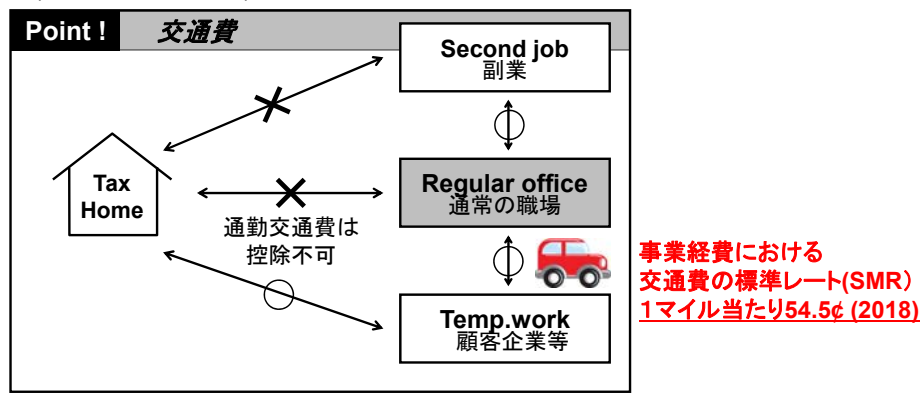 Point !
交通費
Second job
副業
Tax
Home
Regular office
通常の職場
通勤交通費は
控除不可
Temp.work
顧客企業等
事業経費における
交通費の標準レート(SMR）
1マイル当たり54.5¢ (2018)